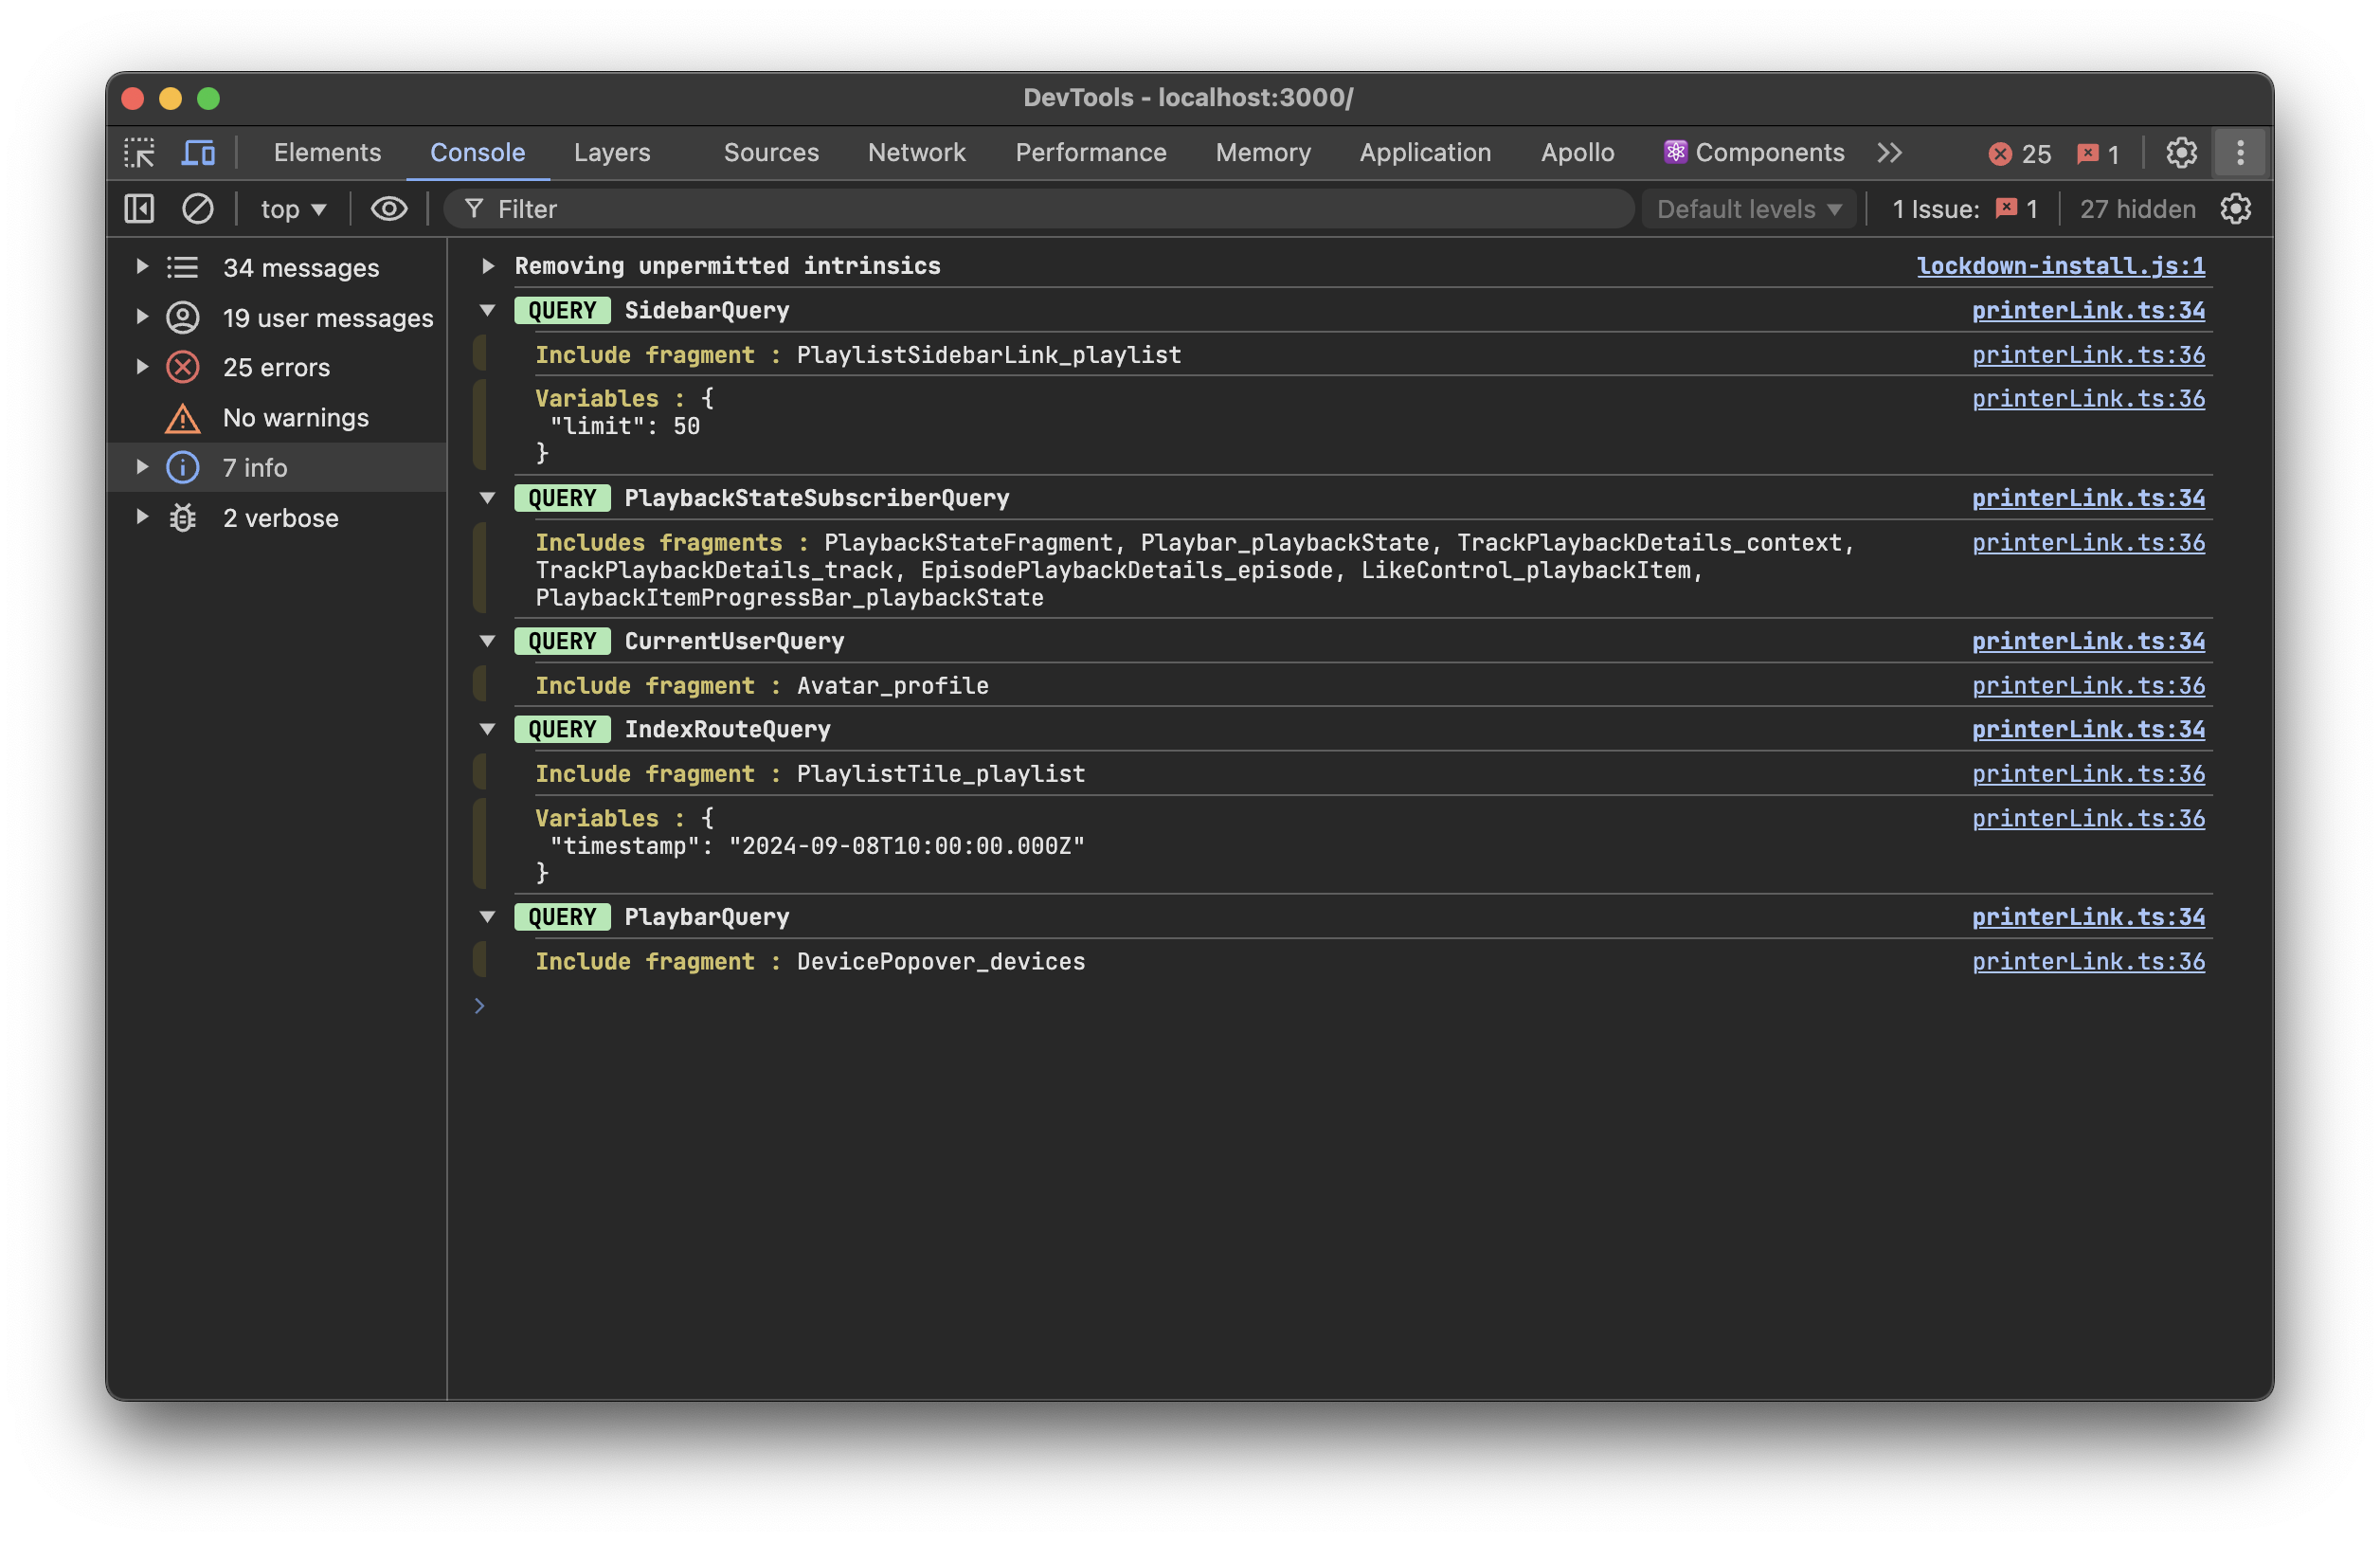 DevTools - localhost:3000/
Elements Console Layers Sources Network Performance Memory Application Apollo Components 25 1
top Filter Default levels 1 Issue: 1 27 hidden
34 messages
19 user messages
25 errors
No warnings
7 info
2 verbose
Removing unpermitted intrinsics lockdown-install.js:1
QUERY SidebarQuery printerLink.ts:34
Include fragment : PlaylistSidebarLink_playlist printerLink.ts:36
Variables : { printerLink.ts:36
"limit": 50
}
QUERY PlaybackStateSubscriberQuery printerLink.ts:34
Includes fragments : PlaybackStateFragment, Playbar_playbackState, TrackPlaybackDetails_context, printerLink.ts:36
TrackPlaybackDetails_track, EpisodePlaybackDetails_episode, LikeControl_playbackItem,
PlaybackItemProgressBar_playbackState
QUERY CurrentUserQuery printerLink.ts:34
Include fragment : Avatar_profile printerLink.ts:36
QUERY IndexRouteQuery printerLink.ts:34
Include fragment : PlaylistTile_playlist printerLink.ts:36
Variables : { printerLink.ts:36
"timestamp": "2024-09-08T10:00:00.000Z"
}
QUERY PlaybarQuery printerLink.ts:34
Include fragment : DevicePopover_devices printerLink.ts:36